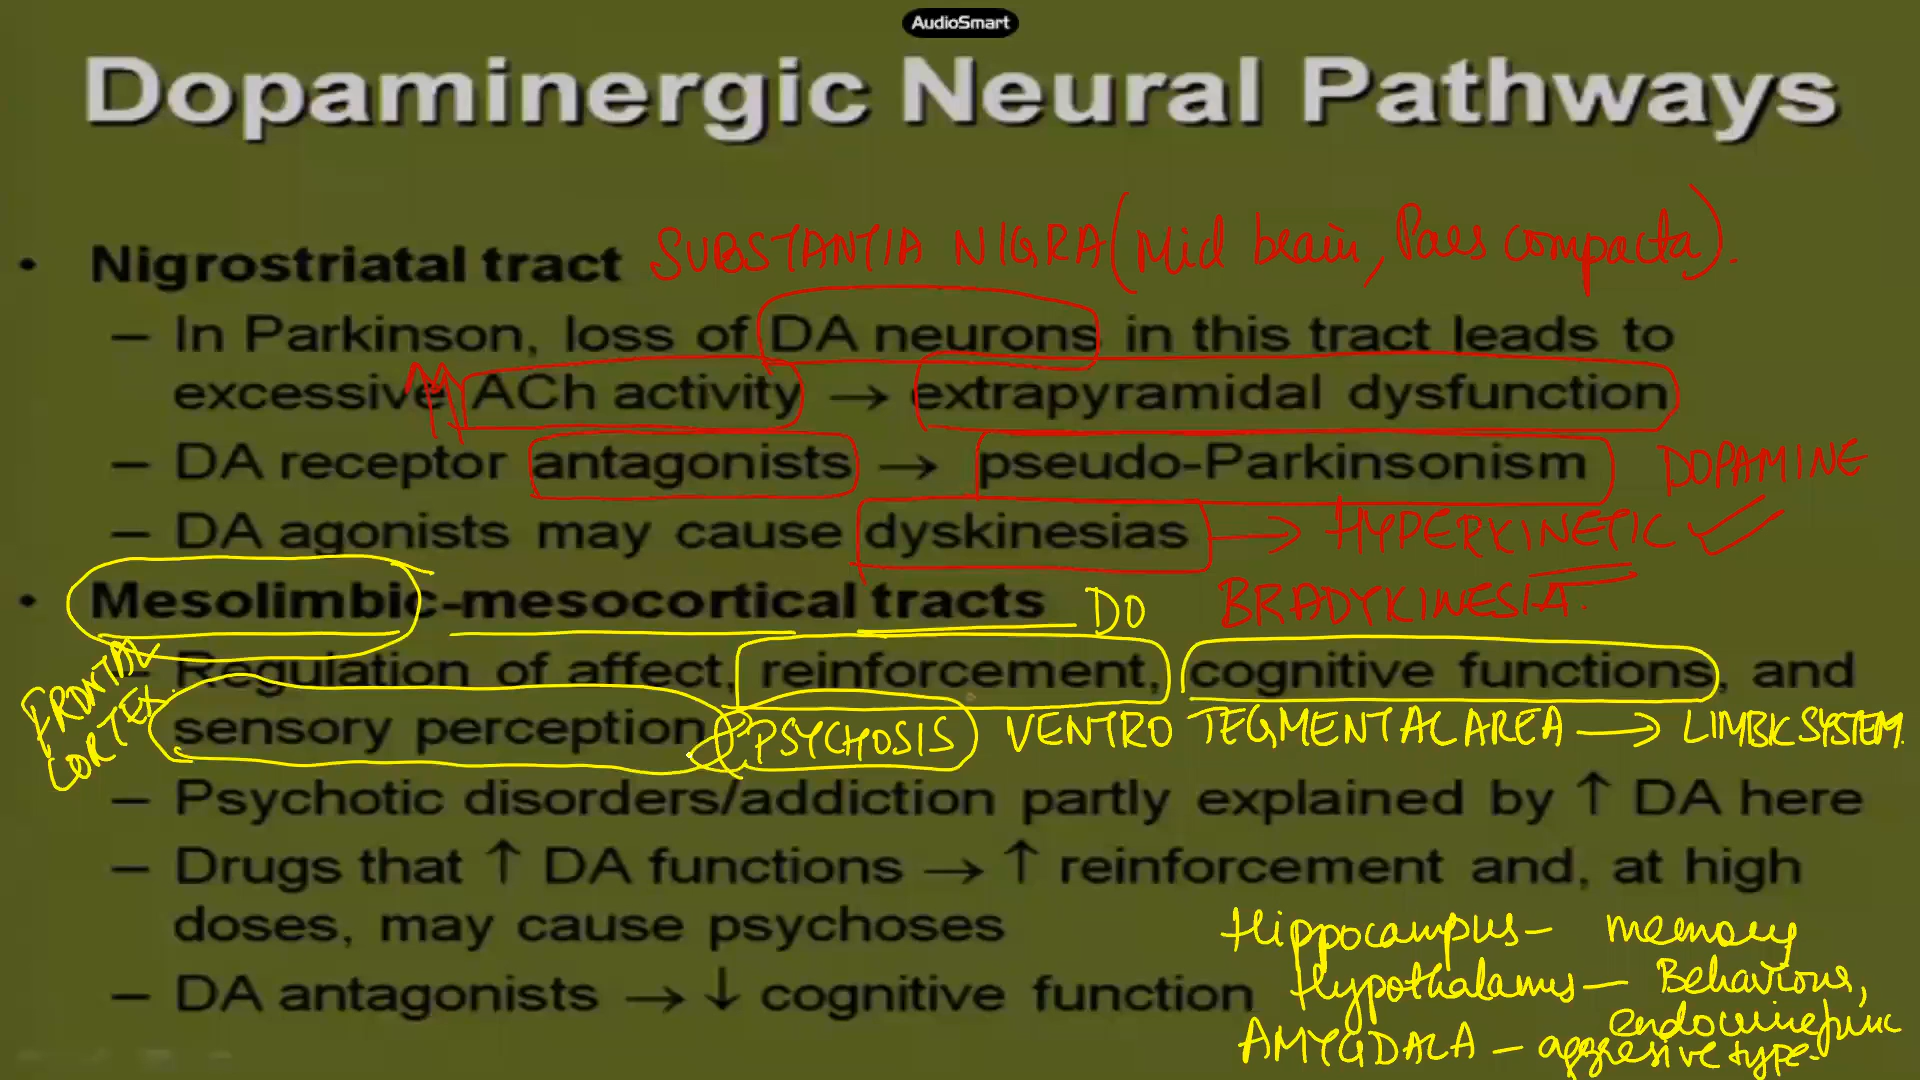 AudioSmart
Dopaminergic Neural Pathways
• Nigrostriatal tract SUBSTANTIA NIGRA (Mid brain, Pars compacta).
– In Parkinson, loss of DA neurons in this tract leads to
excessive ACh activity → extrapyramidal dysfunction
– DA receptor antagonists → pseudo-Parkinsonism DOPAMINE
– DA agonists may cause dyskinesias → HYPERKINETIC
BRADYKINESIA.
• Mesolimbic-mesocortical tracts DO
– Regulation of affect, reinforcement, cognitive functions, and
FRONTAL
CORTEX.
sensory perception PSYCHOSIS VENTRO TEGMENTAL AREA → LIMBIC SYSTEM.
– Psychotic disorders/addiction partly explained by ↑ DA here
– Drugs that ↑ DA functions → ↑ reinforcement and, at high
doses, may cause psychoses
Hippocampus – memory
– DA antagonists → ↓ cognitive function
Hypothalamus – Behaviour,
endocrine func
AMYGDALA – aggresive type.